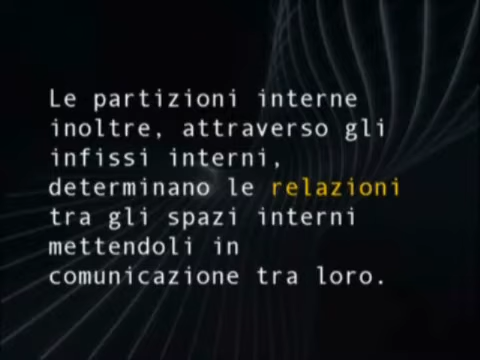 Le partizioni interne
inoltre, attraverso gli
infissi interni,
determinano le relazioni
tra gli spazi interni
mettendoli in
comunicazione tra loro.